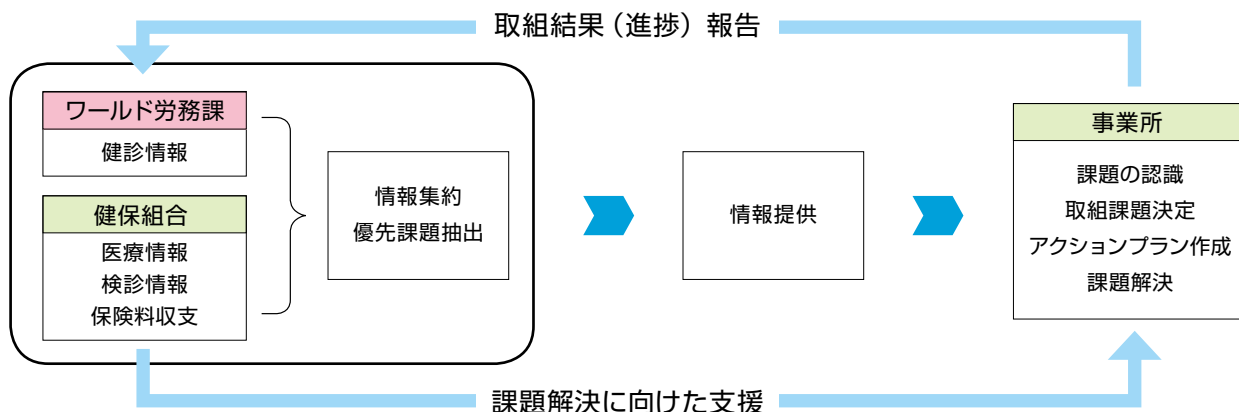 取組結果（進捗）報告
ワールド労務課
健診情報
健保組合
医療情報
検診情報
保険料収支
情報集約
優先課題抽出
情報提供
事業所
課題の認識
取組課題決定
アクションプラン作成
課題解決
課題解決に向けた支援